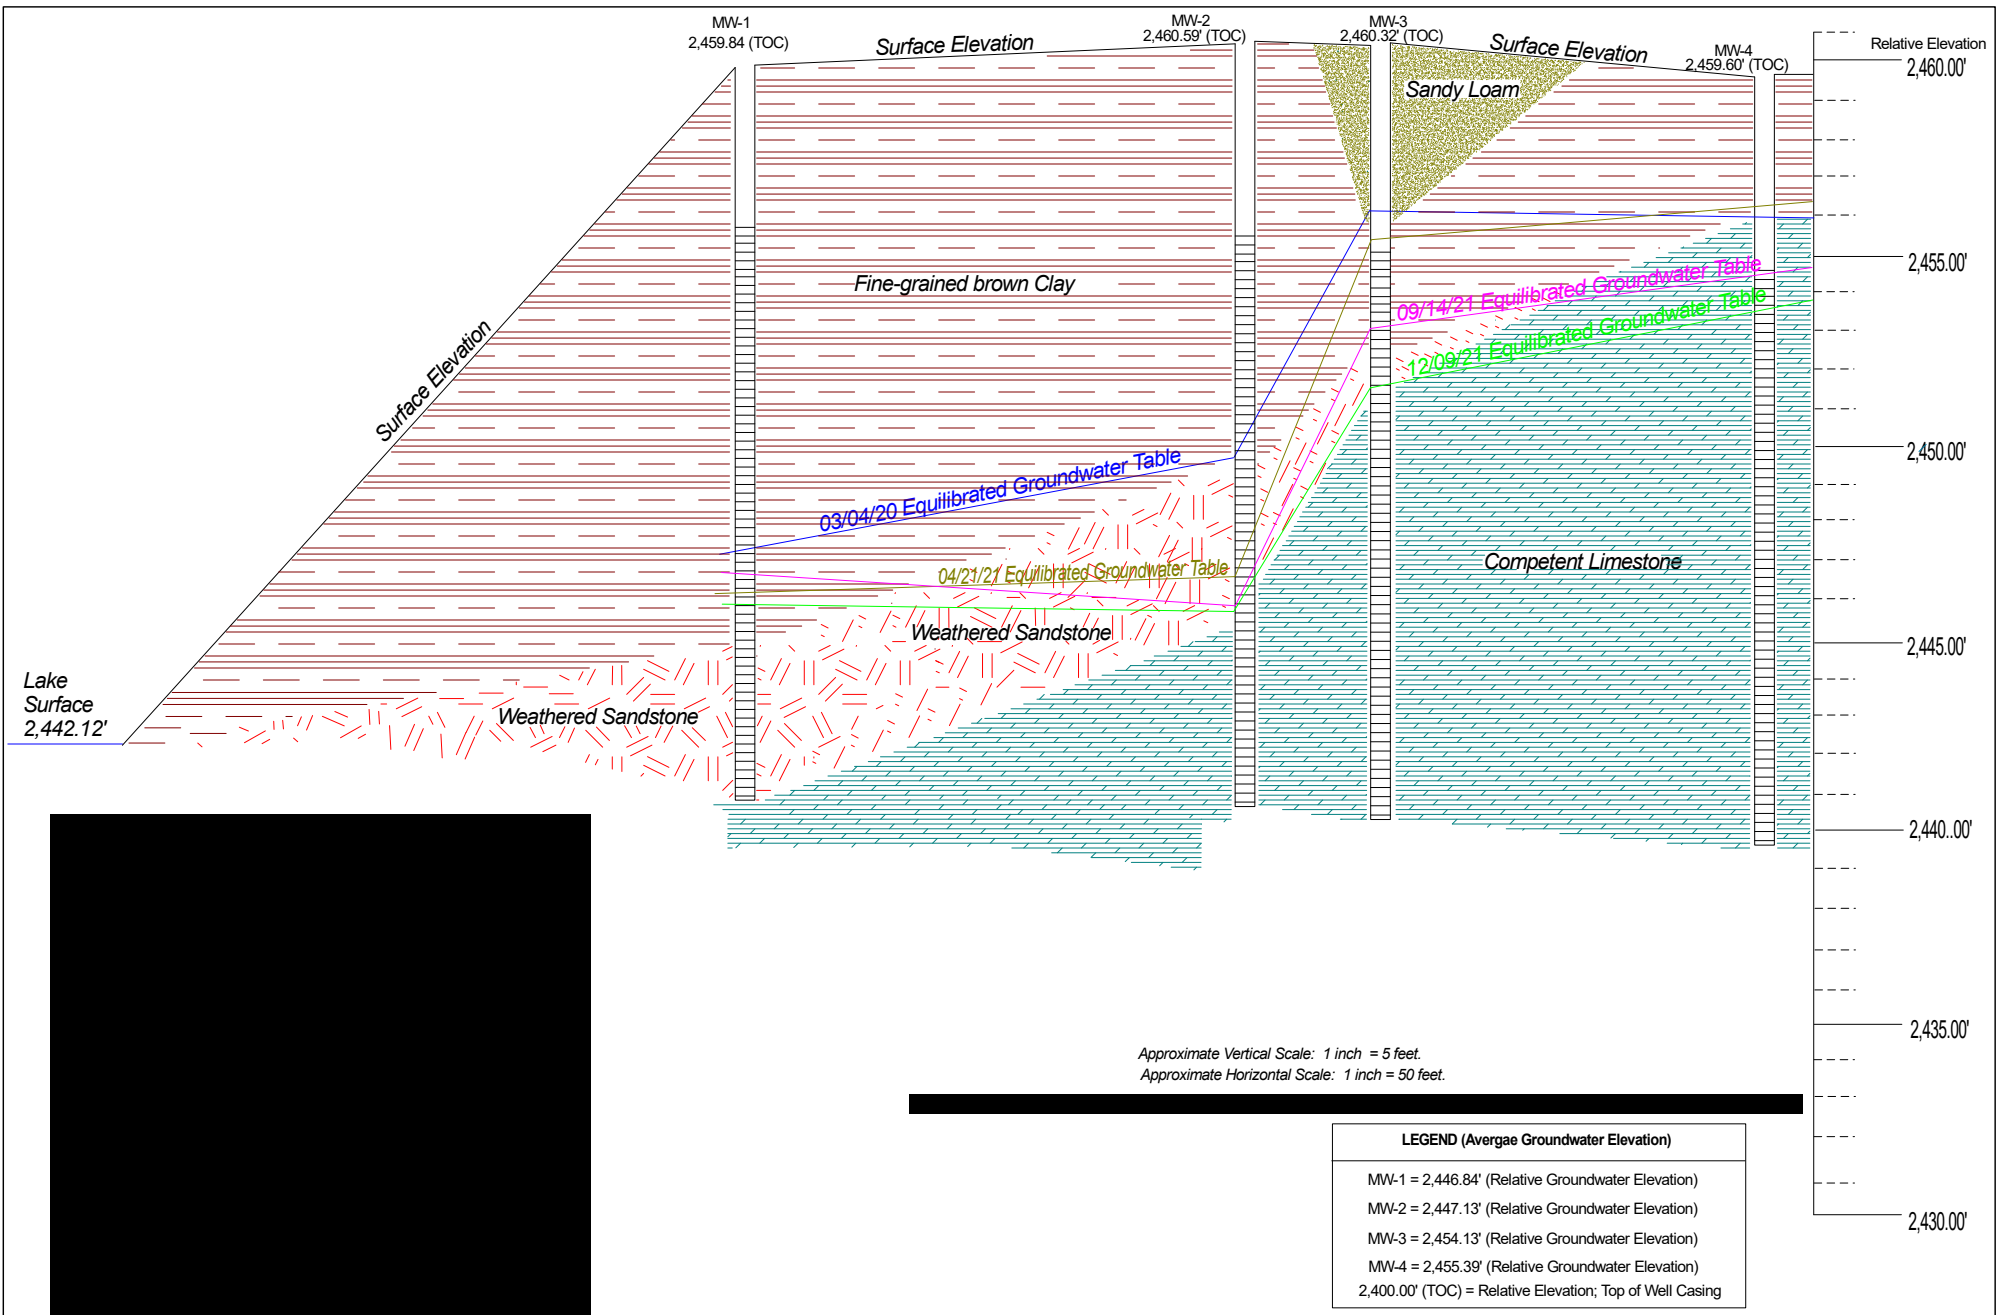 MW-1
2,459.84 (TOC)
Surface Elevation
MW-2
2,460.59' (TOC)
MW-3
2,460.32' (TOC)
Surface Elevation
MW-4
2,459.60' (TOC)
Relative Elevation
2,460.00'
Sandy Loam
2,455.00'
Fine-grained brown Clay
09/14/21 Equilibrated Groundwater Table
12/09/21 Equilibrated Groundwater Table
Surface Elevation
2,450.00'
03/04/20 Equilibrated Groundwater Table
Competent Limestone
04/21/21 Equilibrated Groundwater Table
Weathered Sandstone
2,445.00'
Lake
Surface
2,442.12'
Weathered Sandstone
2,440..00'
2,435.00'
Approximate Vertical Scale: 1 inch = 5 feet.
Approximate Horizontal Scale: 1 inch = 50 feet.
LEGEND (Avergae Groundwater Elevation)
MW-1 = 2,446.84' (Relative Groundwater Elevation)
MW-2 = 2,447.13' (Relative Groundwater Elevation)
MW-3 = 2,454.13' (Relative Groundwater Elevation)
MW-4 = 2,455.39' (Relative Groundwater Elevation)
2,400.00' (TOC) = Relative Elevation; Top of Well Casing
2,430.00'